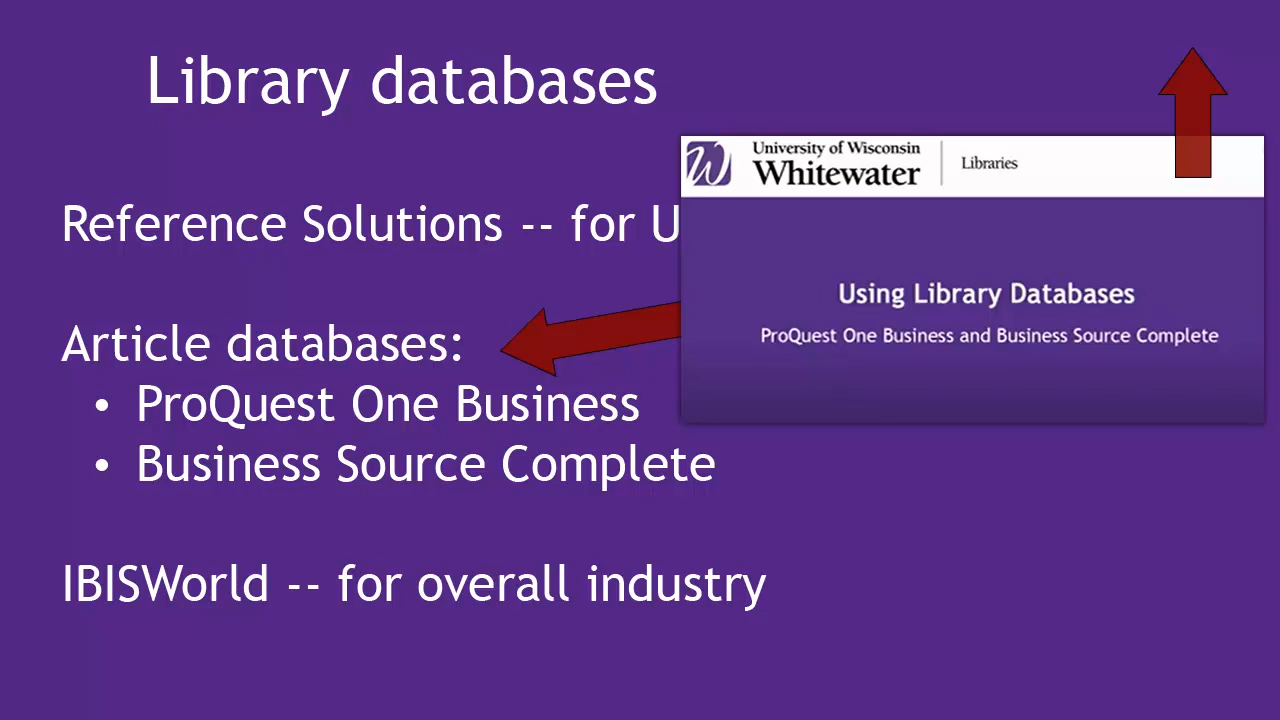 Library databases
Reference Solutions -- for U
Article databases:
• ProQuest One Business
• Business Source Complete
IBISWorld -- for overall industry
University of Wisconsin
Whitewater
Libraries
Using Library Databases
ProQuest One Business and Business Source Complete